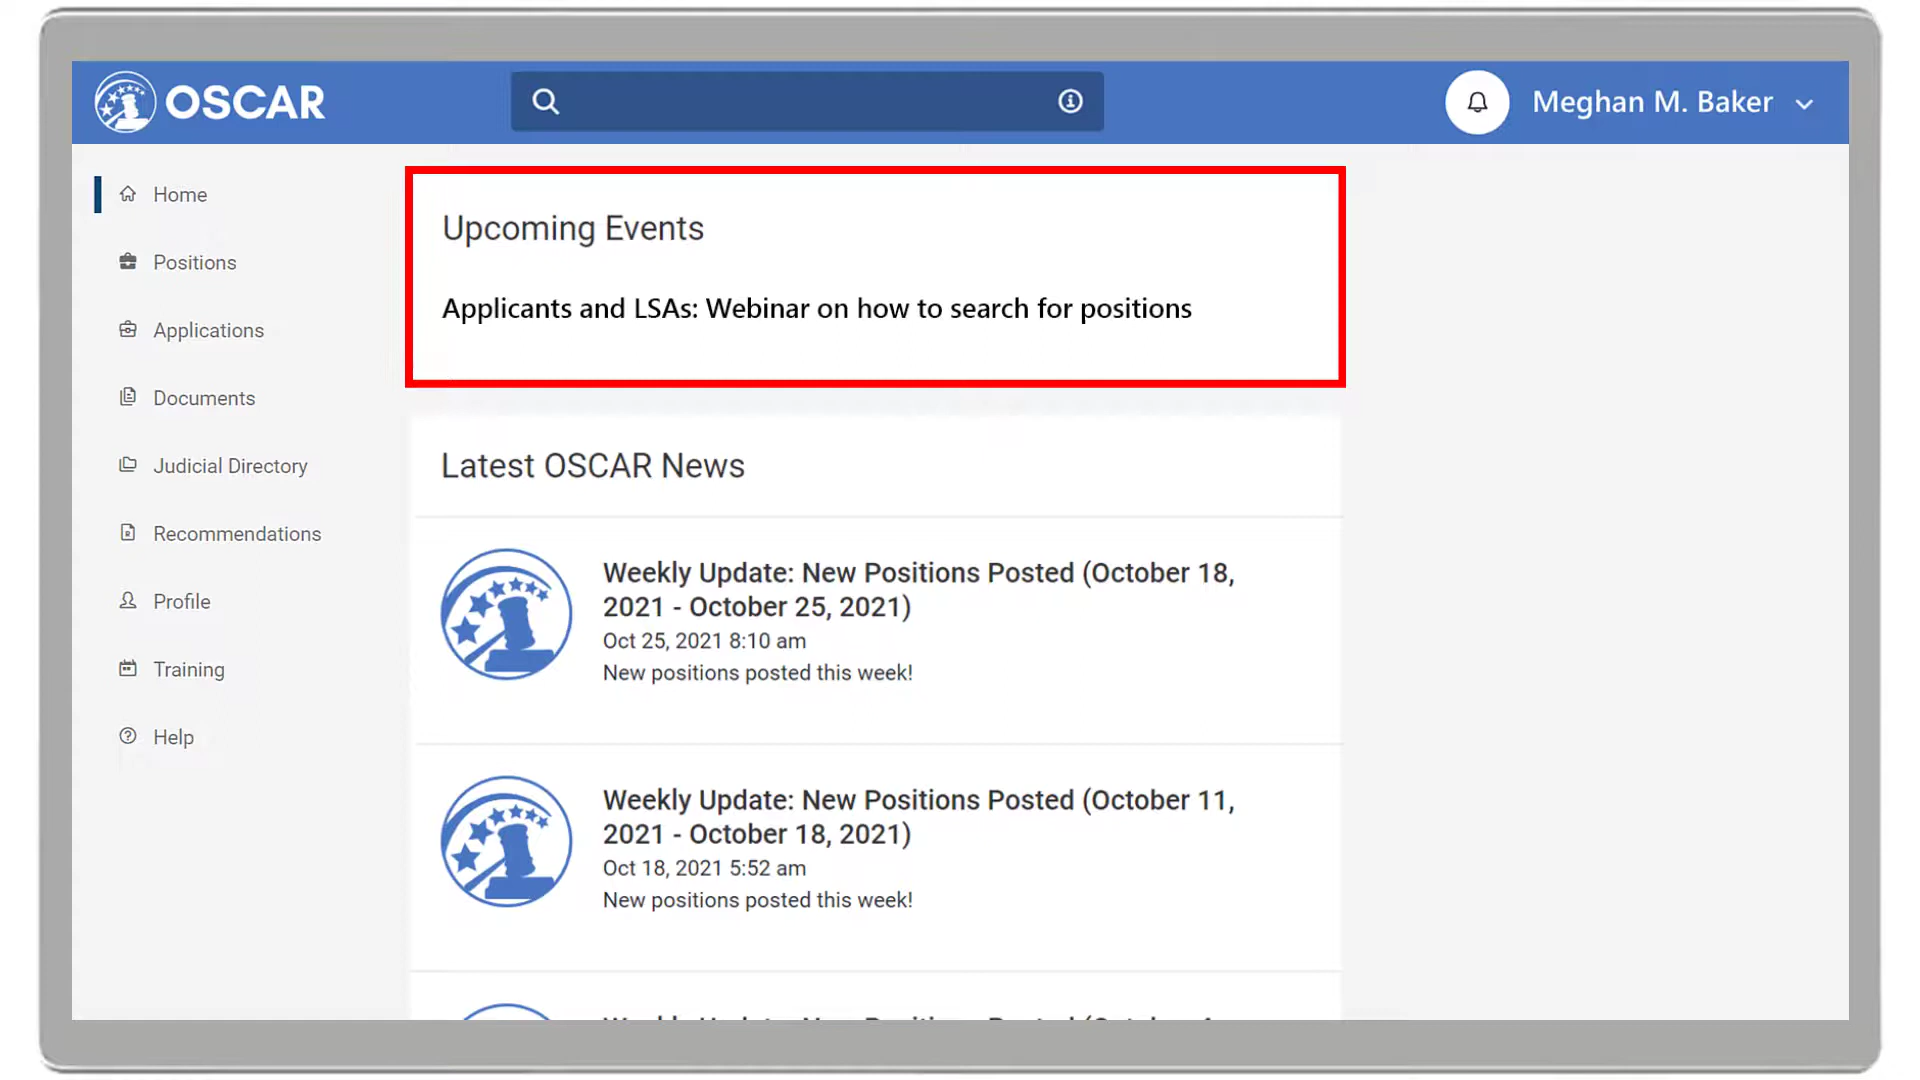 OSCAR
Meghan M. Baker
Home
Positions
Applications
Documents
Judicial Directory
Recommendations
Profile
Training
Help
Upcoming Events
Applicants and LSAs: Webinar on how to search for positions
Latest OSCAR News
Weekly Update: New Positions Posted (October 18,
2021 - October 25, 2021)
Oct 25, 2021 8:10 am
New positions posted this week!
Weekly Update: New Positions Posted (October 11,
2021 - October 18, 2021)
Oct 18, 2021 5:52 am
New positions posted this week!